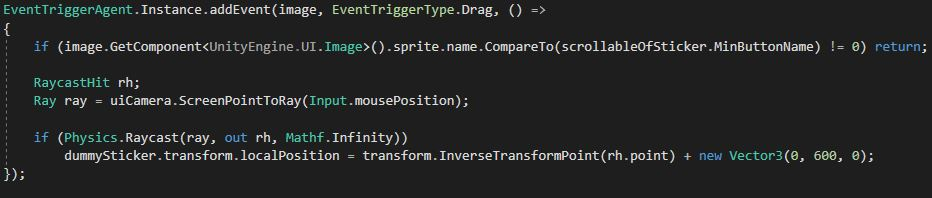 EventTriggerAgent.Instance.addEvent(image, EventTriggerType.Drag, () =>
{
if (image.GetComponent<UnityEngine.UI.Image>().sprite.name.CompareTo(scrollableOfSticker.MinButtonName) != 0) return;
RaycastHit rh;
Ray ray = uiCamera.ScreenPointToRay(Input.mousePosition);
if (Physics.Raycast(ray, out rh, Mathf.Infinity))
dummySticker.transform.localPosition = transform.InverseTransformPoint(rh.point) + new Vector3(0, 600, 0);
});